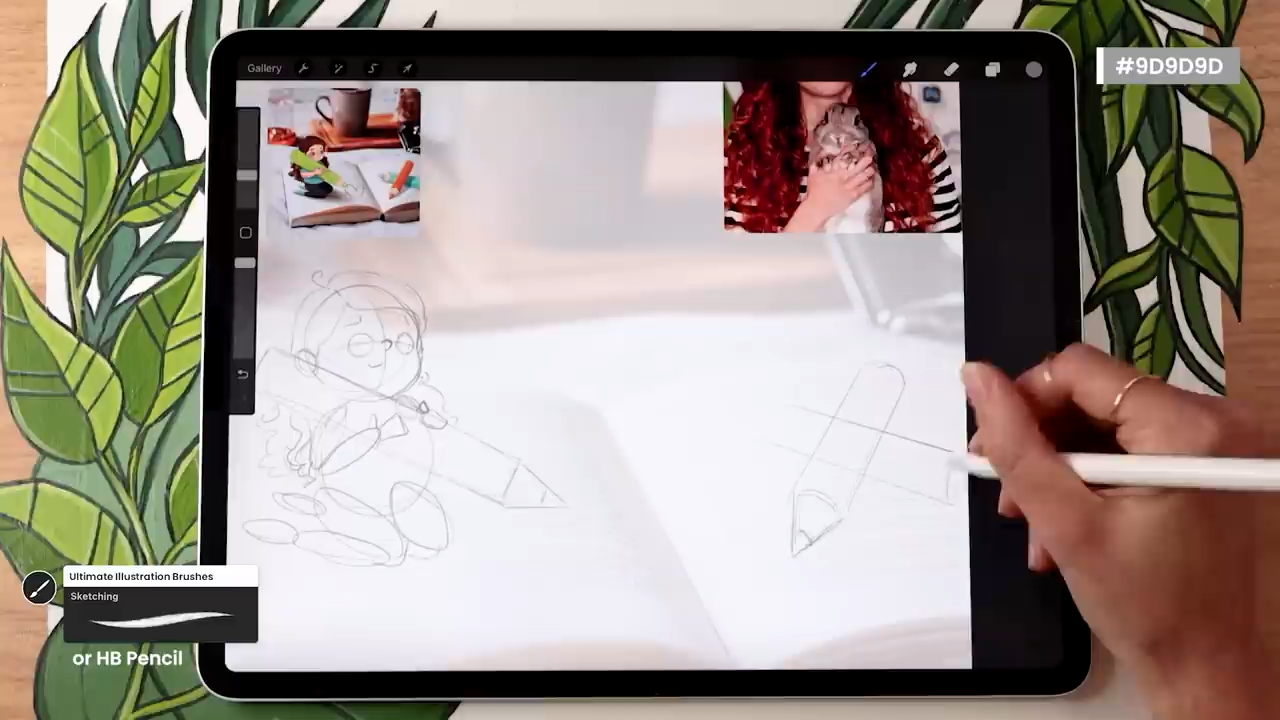 Gallery
#9D9D9D
Ultimate Illustration Brushes
Sketching
or HB Pencil